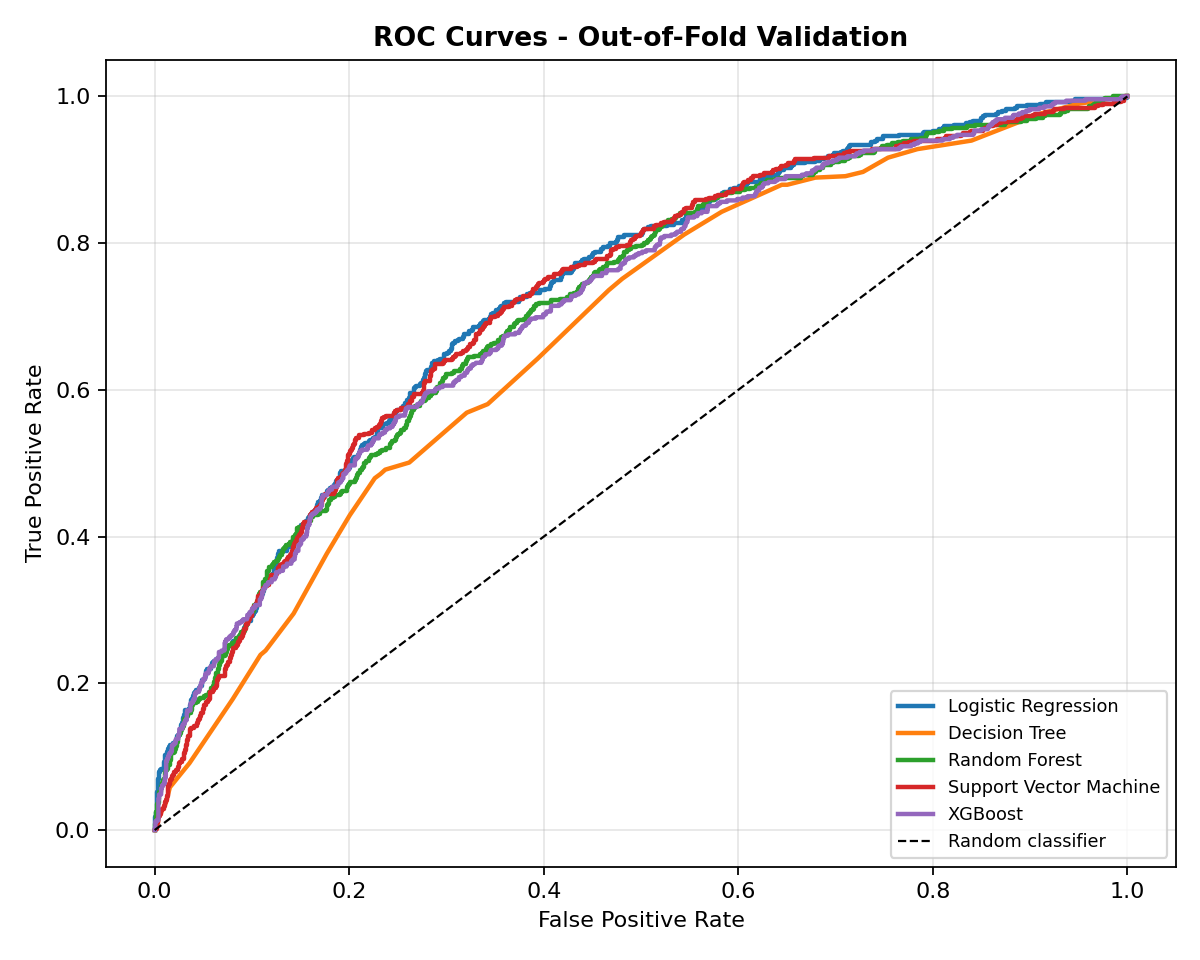 ROC Curves - Out-of-Fold Validation
True Positive Rate
1.0
0.8
0.6
0.4
0.2
0.0
0.0 0.2 0.4 0.6 0.8 1.0
False Positive Rate
Logistic Regression
Decision Tree
Random Forest
Support Vector Machine
XGBoost
Random classifier